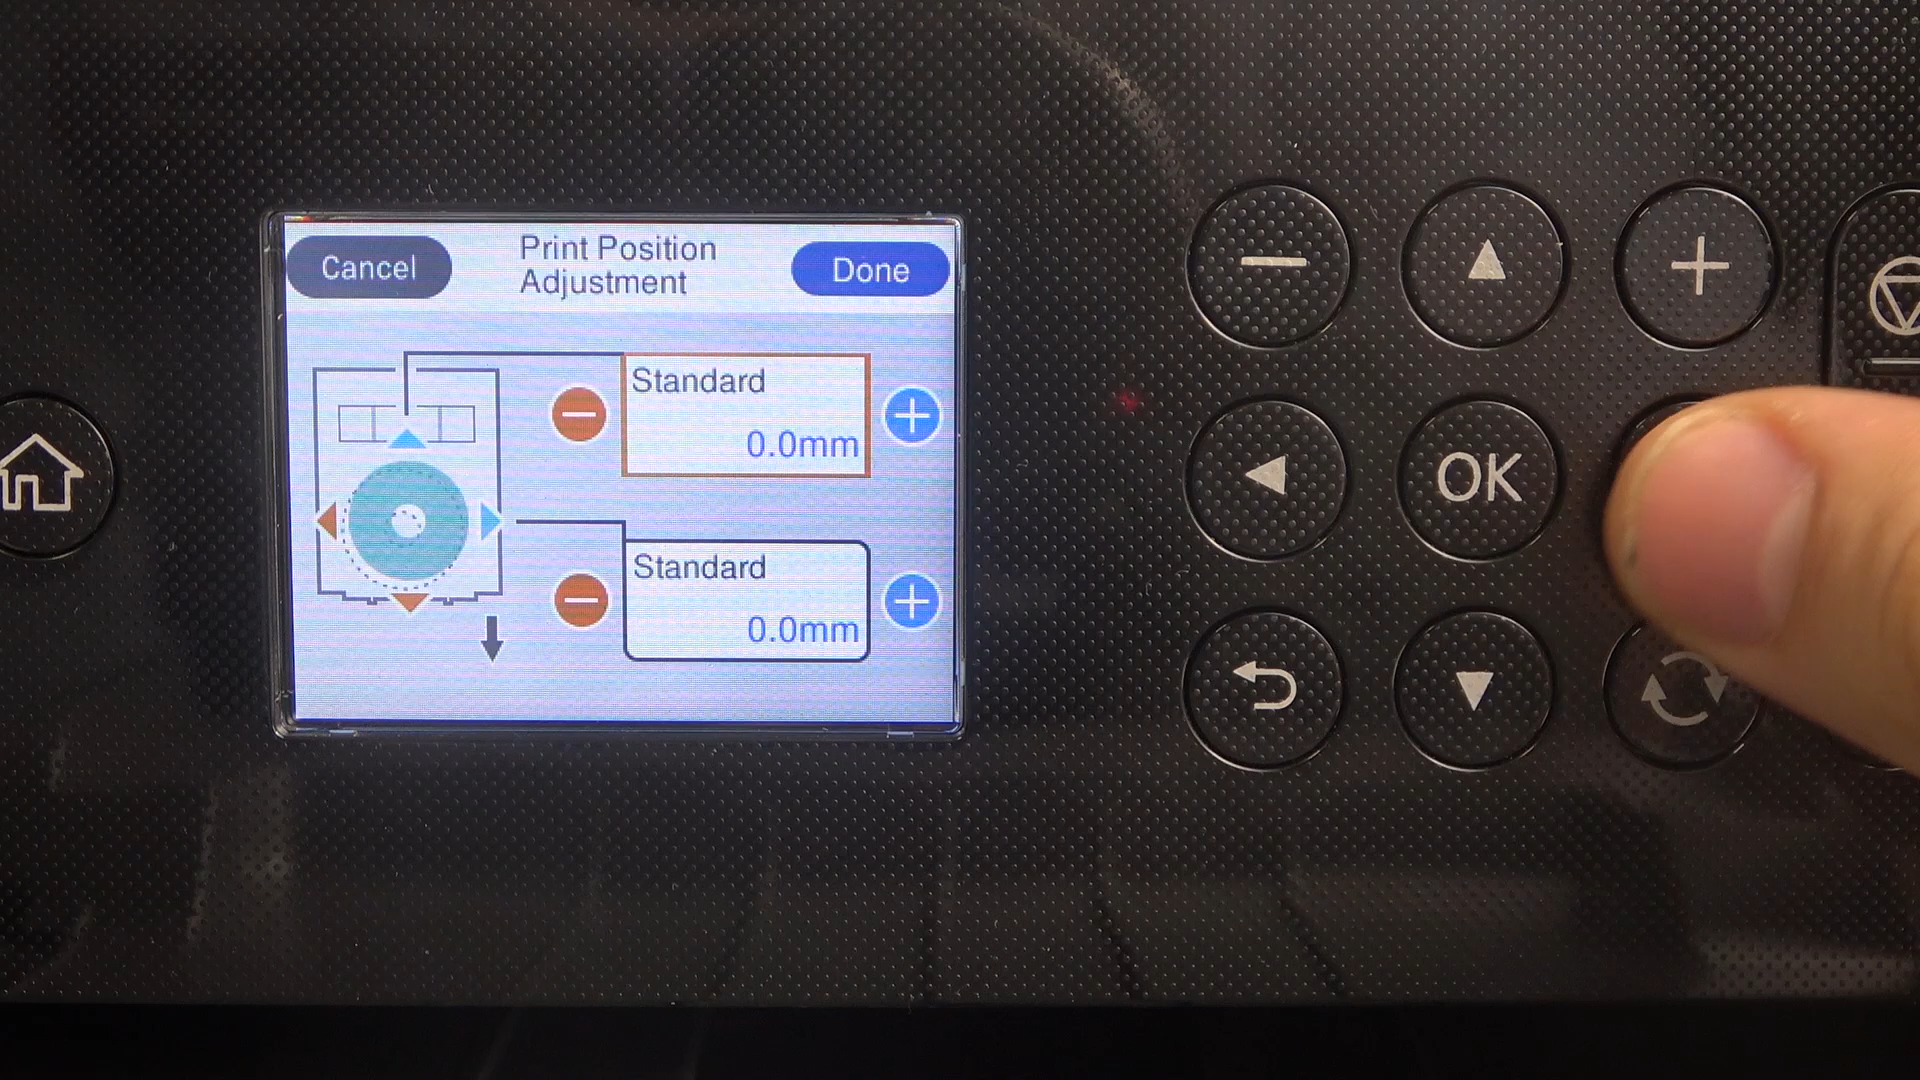 Cancel
Print Position
Adjustment
Done
Standard
0.0mm
Standard
0.0mm
OK